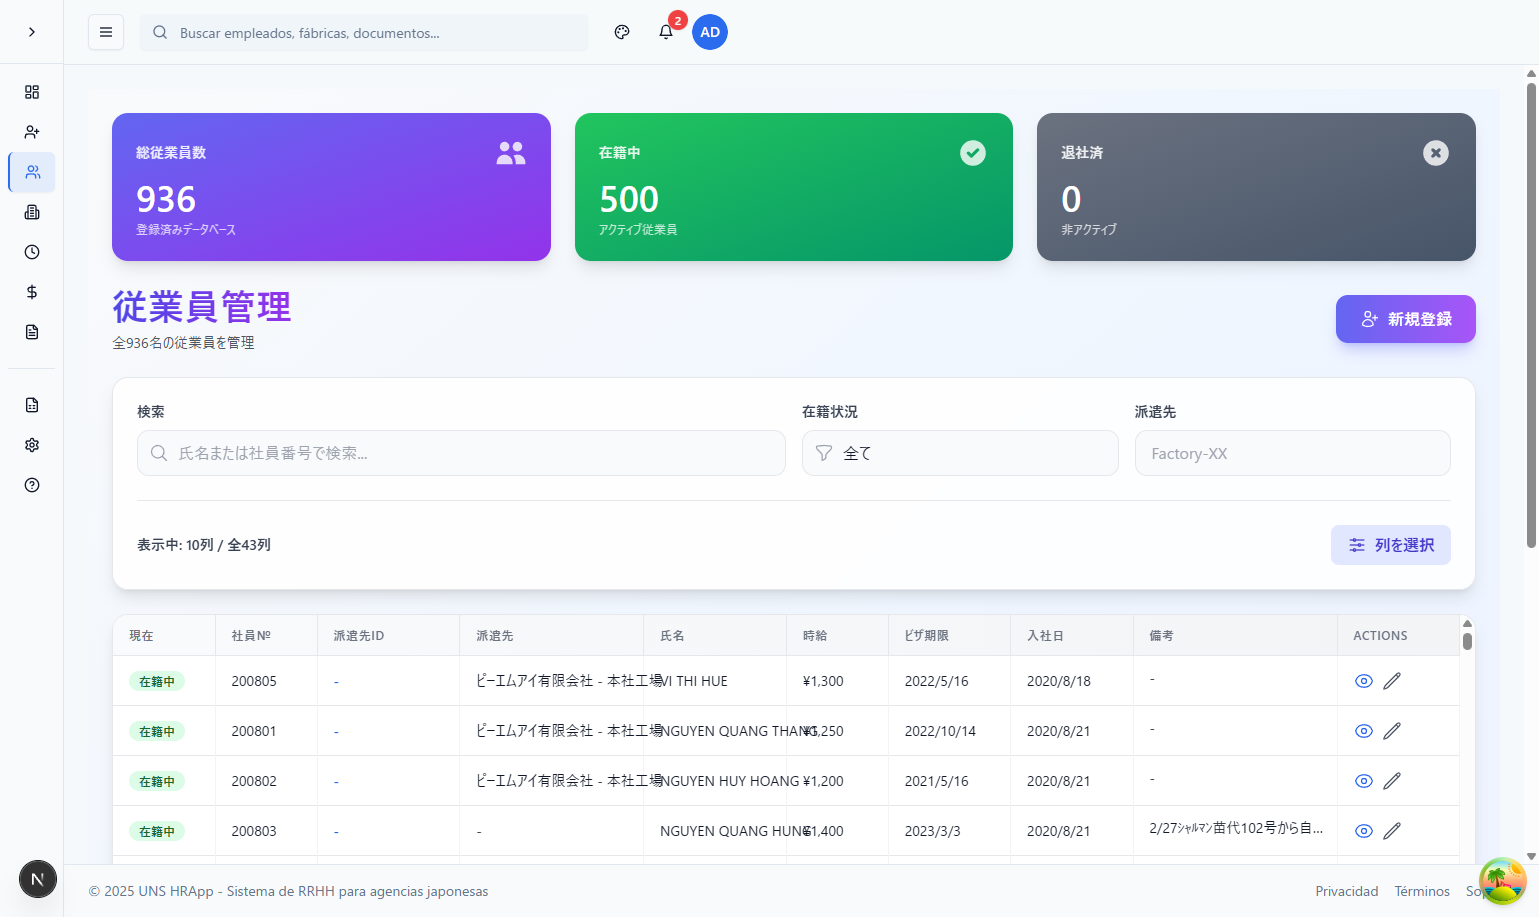 Buscar empleados, fábricas, documentos...
2
AD
総従業員数
936
登録済みデータベース
在籍中
500
アクティブ従業員
退社済
0
非アクティブ
従業員管理
全936名の従業員を管理
新規登録
検索
在籍状況
派遣先
氏名または社員番号で検索...
全て
Factory-XX
表示中: 10列 / 全43列
列を選択
現在 社員№ 派遣先ID 派遣先 氏名 時給 ビザ期限 入社日 備考 ACTIONS
在籍中 200805 - ピーエムアイ有限会社 - 本社工場 VI THI HUE ¥1,300 2022/5/16 2020/8/18 -
在籍中 200801 - ピーエムアイ有限会社 - 本社工場 NGUYEN QUANG THANG ¥1,250 2022/10/14 2020/8/21 -
在籍中 200802 - ピーエムアイ有限会社 - 本社工場 NGUYEN HUY HOANG ¥1,200 2021/5/16 2020/8/21 -
在籍中 200803 - - NGUYEN QUANG HUNG ¥1,400 2023/3/3 2020/8/21 2/27ｼｬﾙﾏﾝ苗代102号から自...
N
© 2025 UNS HRApp - Sistema de RRHH para agencias japonesas
Privacidad Términos